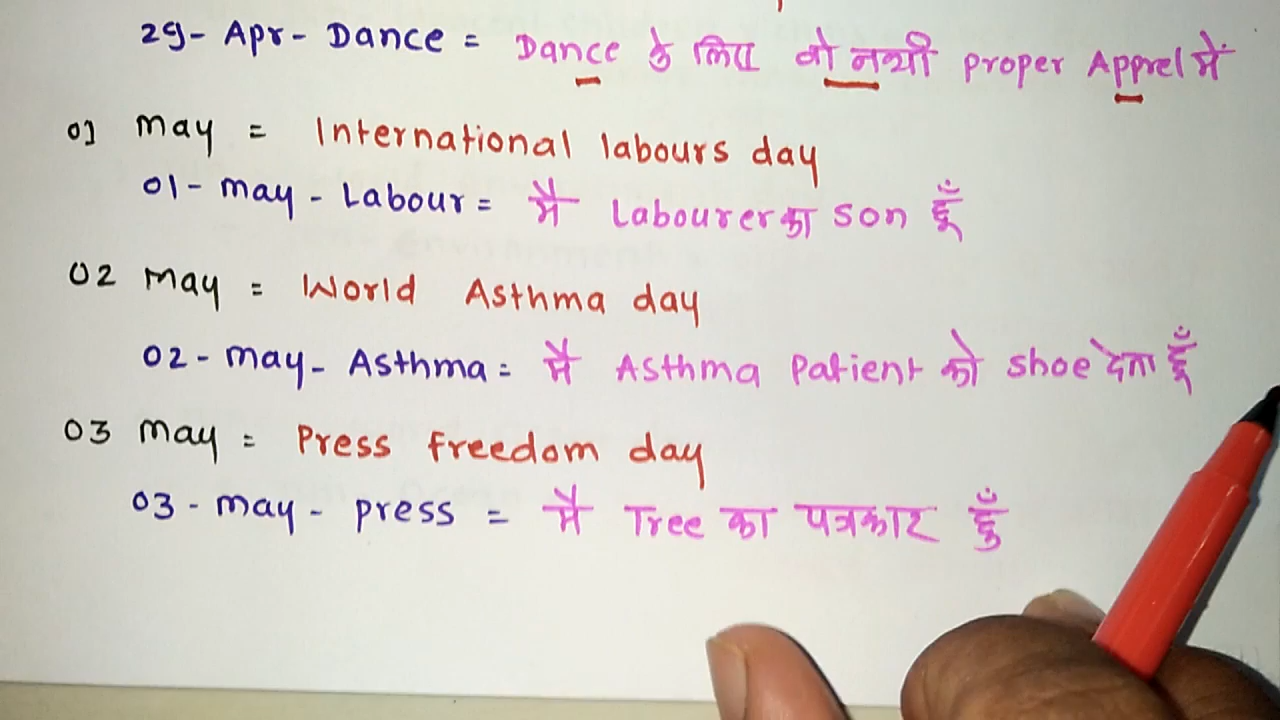 29- Apr- Dance = Dance के लिए वो नयी proper Apprel में
01 may = International labours day
01- may - Labour = मैं Labourer का son हूँ
02 may = World Asthma day
02 - may - Asthma = मैं Asthma Patient को shoe देता हूँ
03 may = Press freedom day
03 - may - press = मैं Tree का पत्रकार हूँ